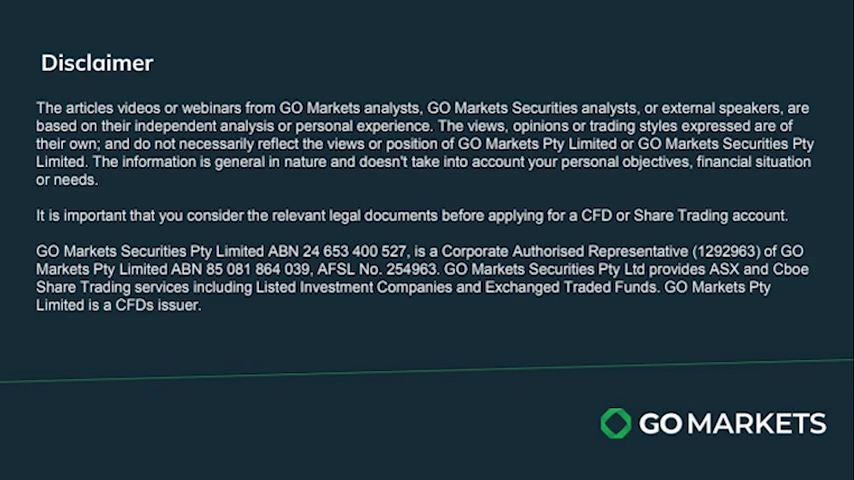 Disclaimer
The articles videos or webinars from GO Markets analysts, GO Markets Securities analysts, or external speakers, are
based on their independent analysis or personal experience. The views, opinions or trading styles expressed are of
their own; and do not necessarily reflect the views or position of GO Markets Pty Limited or GO Markets Securities Pty
Limited. The information is general in nature and doesn't take into account your personal objectives, financial situation
or needs.
It is important that you consider the relevant legal documents before applying for a CFD or Share Trading account.
GO Markets Securities Pty Limited ABN 24 653 400 527, is a Corporate Authorised Representative (1292963) of GO
Markets Pty Limited ABN 85 081 864 039, AFSL No. 254963. GO Markets Securities Pty Ltd provides ASX and Cboe
Share Trading services including Listed Investment Companies and Exchanged Traded Funds. GO Markets Pty
Limited is a CFDs issuer.
GO MARKETS